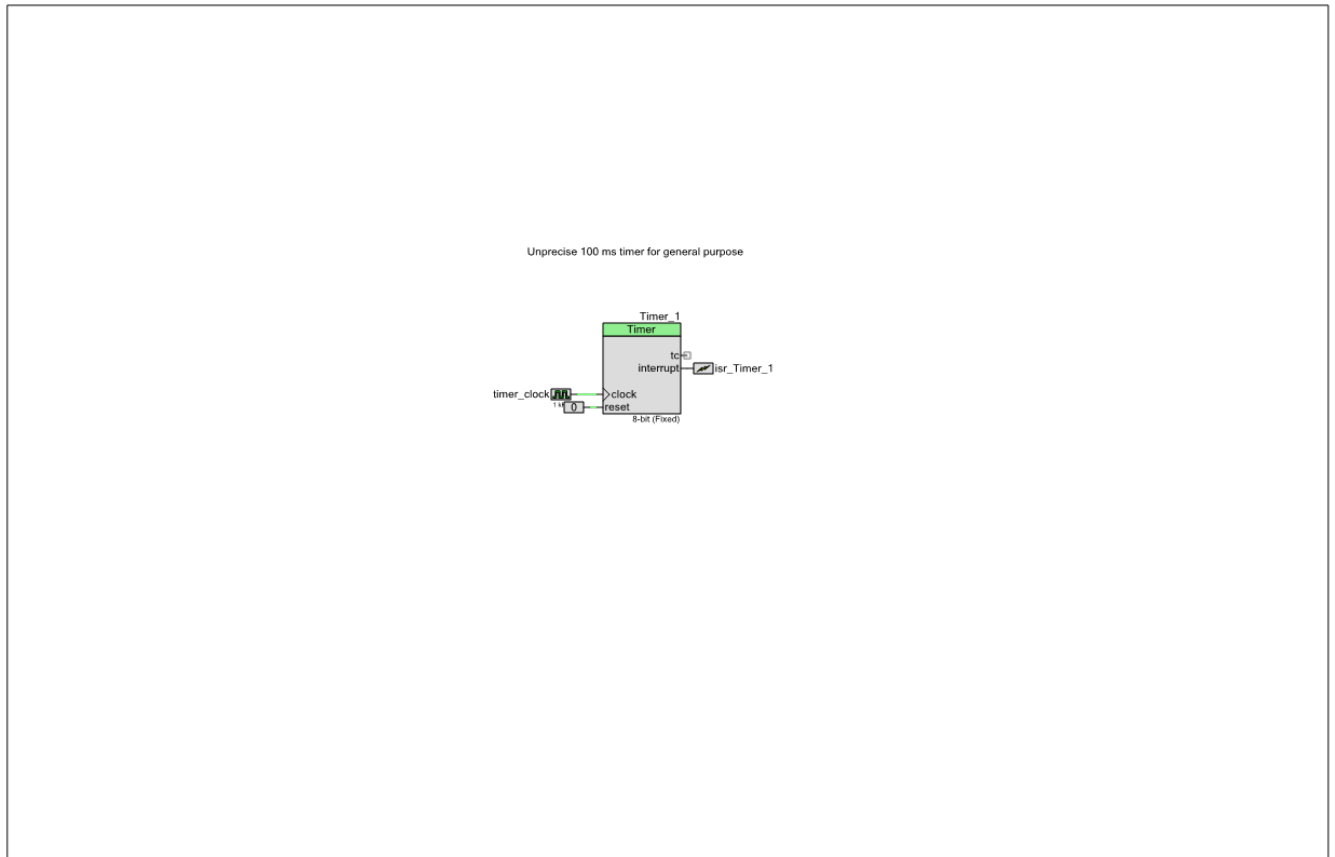 Unprecise 100 ms timer for general purpose
Timer_1
Timer
tc
interrupt
isr_Timer_1
timer_clock
clock
1 k
0
reset
8-bit (Fixed)